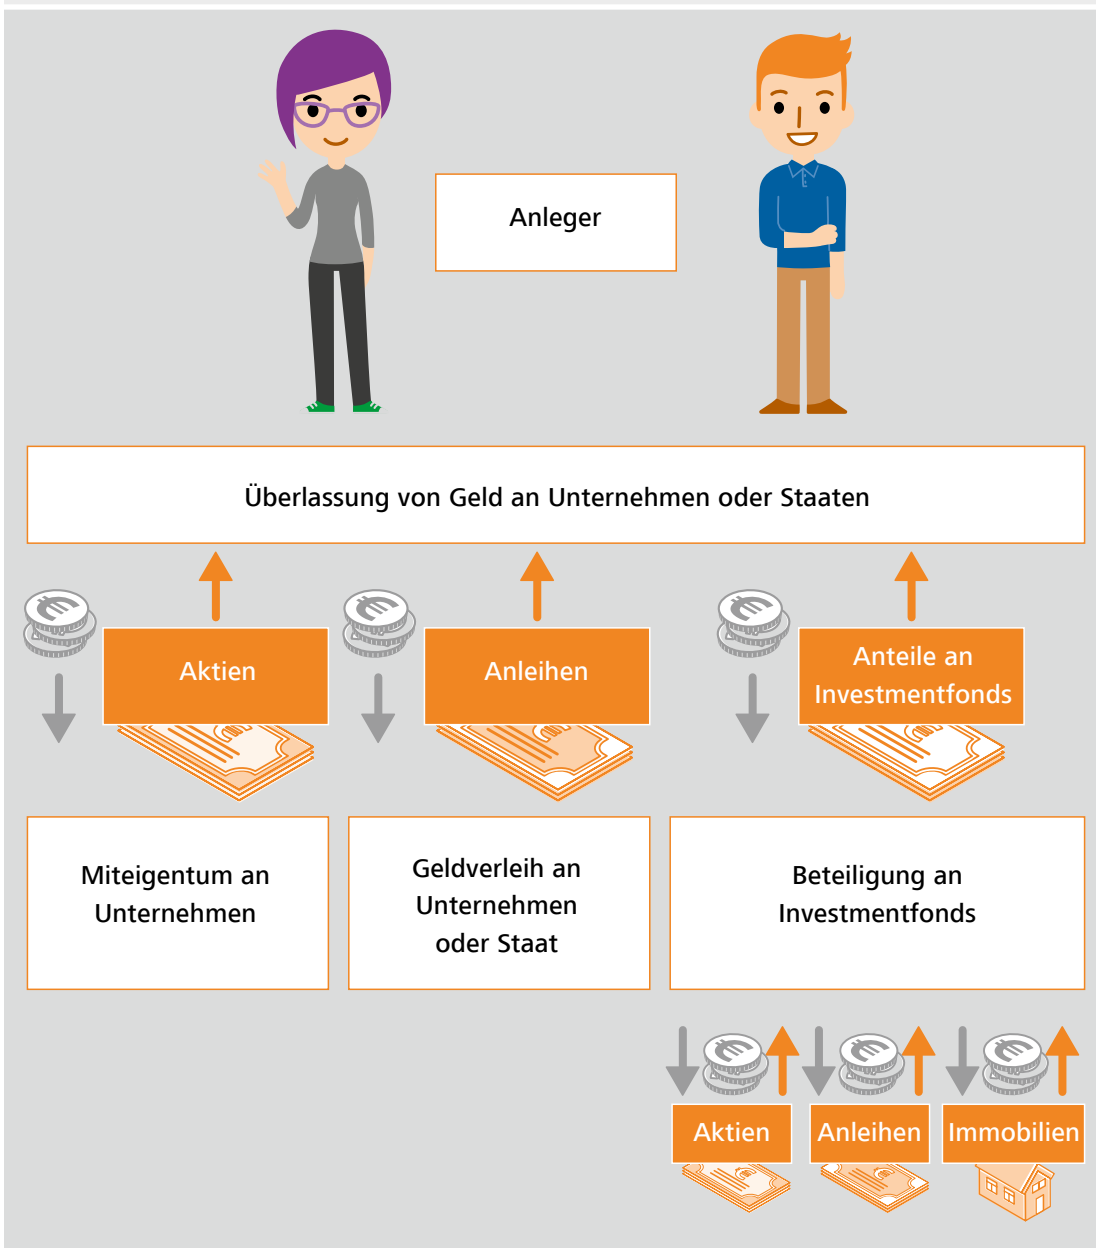 Anleger
Überlassung von Geld an Unternehmen oder Staaten
Aktien
Anleihen
Anteile an
Investmentfonds
Miteigentum an
Unternehmen
Geldverleih an
Unternehmen
oder Staat
Beteiligung an
Investmentfonds
Aktien
Anleihen
Immobilien